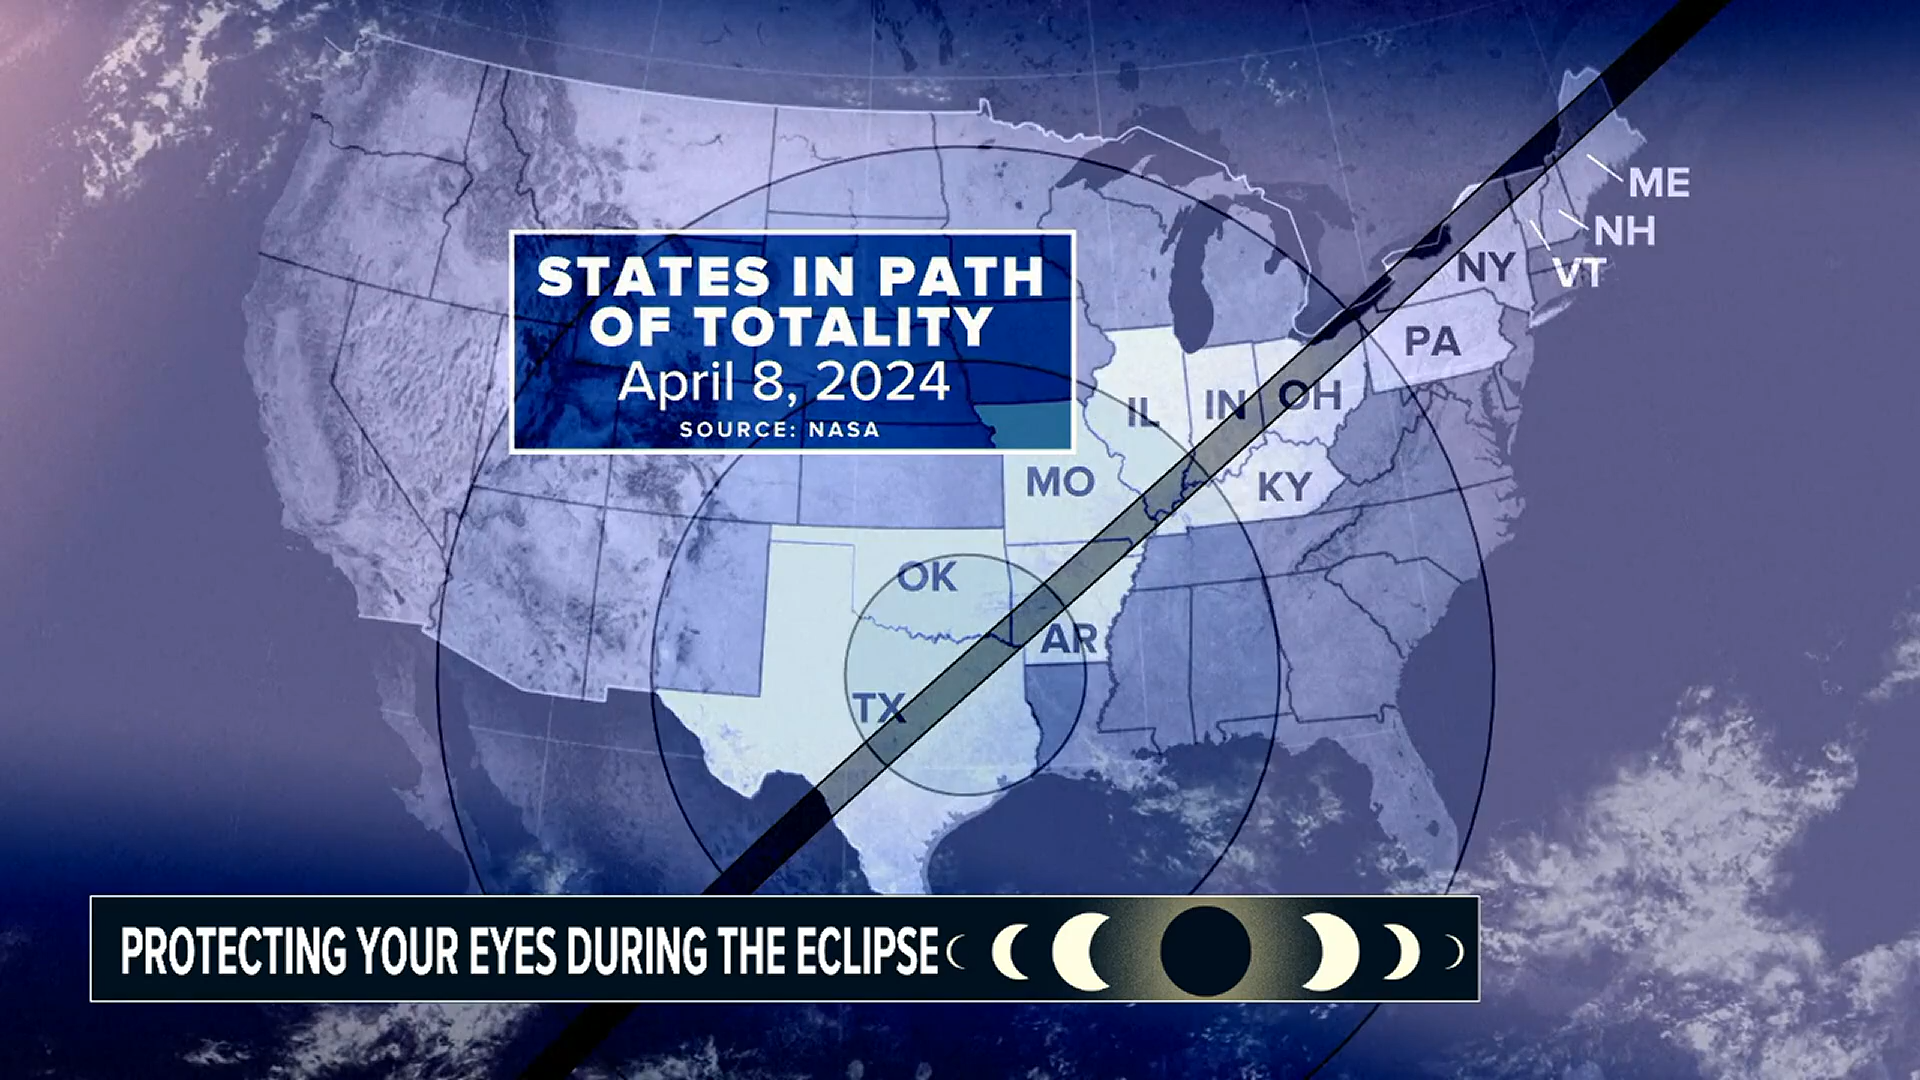 STATES IN PATH
OF TOTALITY
April 8, 2024
SOURCE: NASA
ME
NH
VT
NY
PA
OH
IN
IL
KY
MO
OK
AR
TX
PROTECTING YOUR EYES DURING THE ECLIPSE